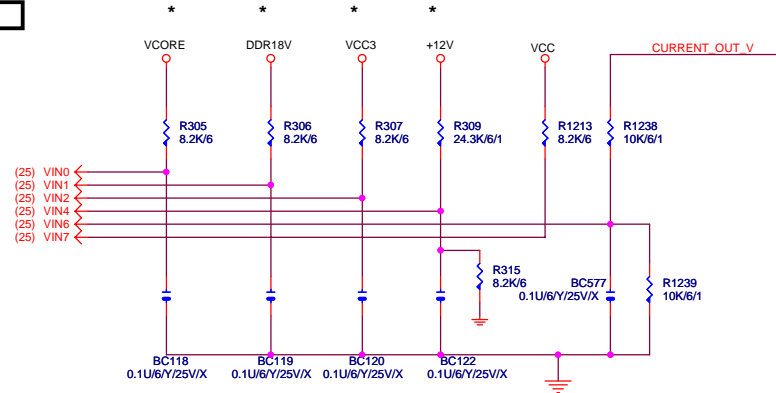 * * * *
VCORE DDR18V VCC3 +12V VCC CURRENT_OUT_V
R305 R306 R307 R309 R1213 R1238
8.2K/6 8.2K/6 8.2K/6 24.3K/6/1 8.2K/6 10K/6/1
(25) VIN0
(25) VIN1
(25) VIN2
(25) VIN4
(25) VIN6
(25) VIN7
R315
8.2K/6
BC577
0.1U/6/Y/25V/X
R1239
10K/6/1
BC118 BC119 BC120 BC122
0.1U/6/Y/25V/X 0.1U/6/Y/25V/X 0.1U/6/Y/25V/X 0.1U/6/Y/25V/X